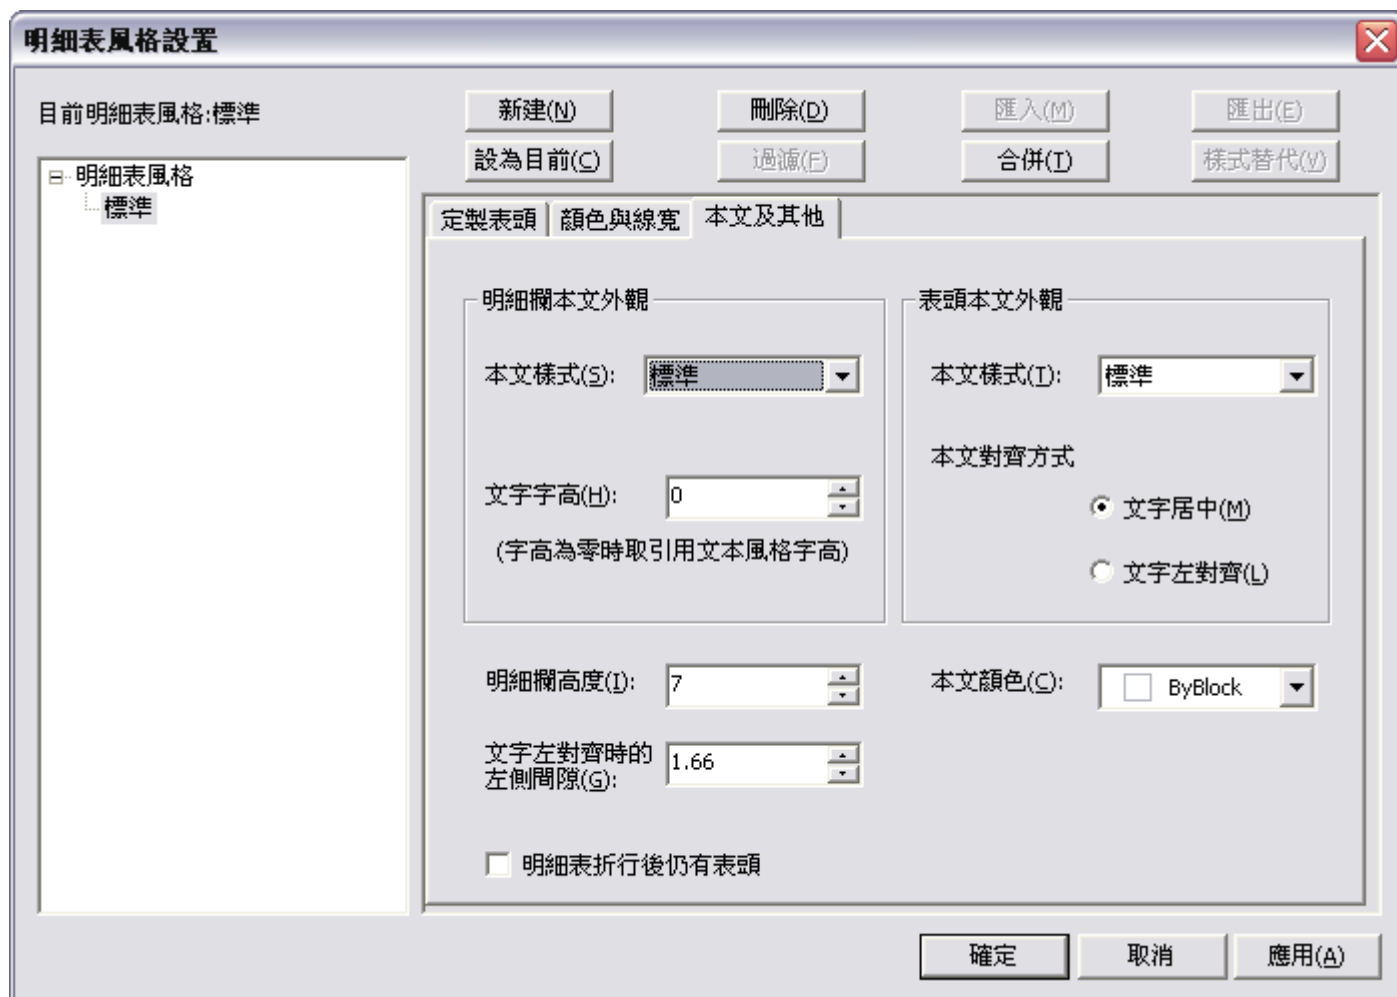 明細表風格設置
目前明細表風格:標準
新建(N)
刪除(D)
匯入(M)
匯出(E)
設為目前(C)
過濾(F)
合併(T)
樣式替代(V)
明細表風格
標準
定製表頭
顏色與線寬
本文及其他
明細欄本文外觀
本文樣式(S):
標準
文字字高(H):
0
(字高為零時取引用文本風格字高)
表頭本文外觀
本文樣式(T):
標準
本文對齊方式
文字居中(M)
文字左對齊(L)
明細欄高度(I):
7
本文顏色(C):
ByBlock
文字左對齊時的
左側間隙(G):
1.66
明細表折行後仍有表頭
確定
取消
應用(A)